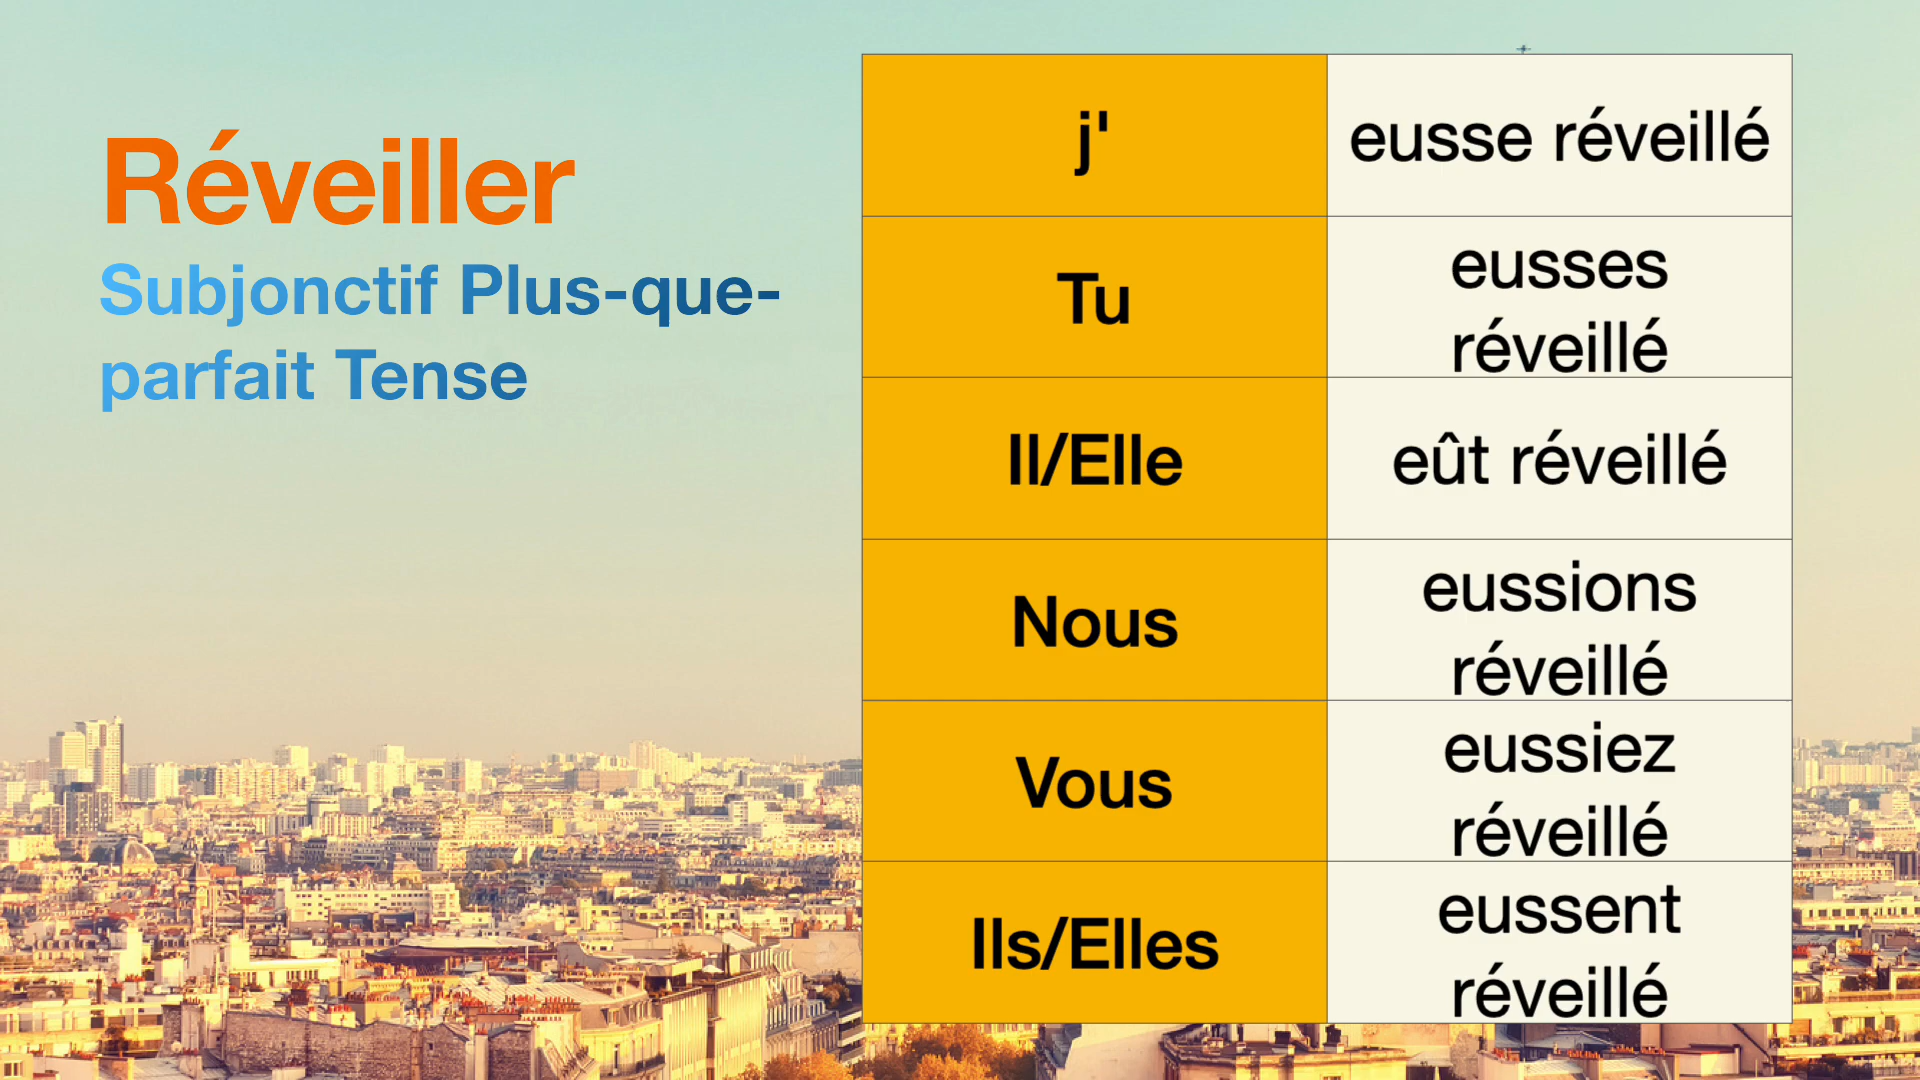 Réveiller
Subjonctif Plus-que-
parfait Tense
j' eusse réveillé
Tu eusses
réveillé
Il/Elle eût réveillé
Nous eussions
réveillé
Vous eussiez
réveillé
Ils/Elles eussent
réveillé